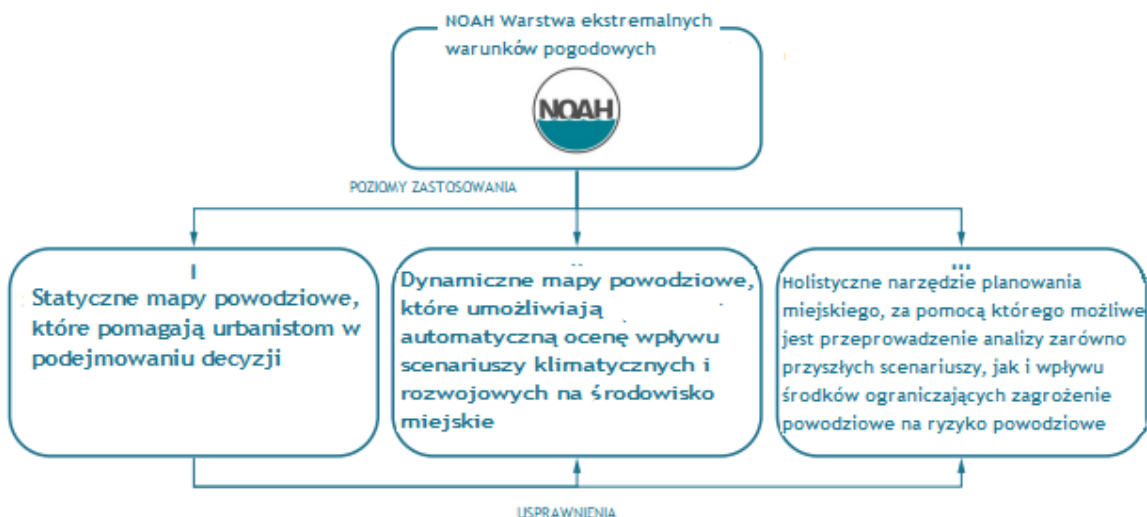 NOAH Warstwa ekstremalnych
warunków pogodowych
NOAH
POZIOMY ZASTOSOWANIA
I
Statyczne mapy powodziowe,
które pomagają urbanistom w
podejmowaniu decyzji
Dynamiczne mapy powodziowe,
które umożliwiają
automatyczną ocenę wpływu
scenariuszy klimatycznych i
rozwojowych na środowisko
miejskie
Holistyczne narzędzie planowania
miejskiego, za pomocą którego możliwe
jest przeprowadzenie analizy zarówno
przyszłych scenariuszy, jak i wpływu
środków ograniczających zagrożenie
powodziowe na ryzyko powodziowe
USPRAWNIENIA